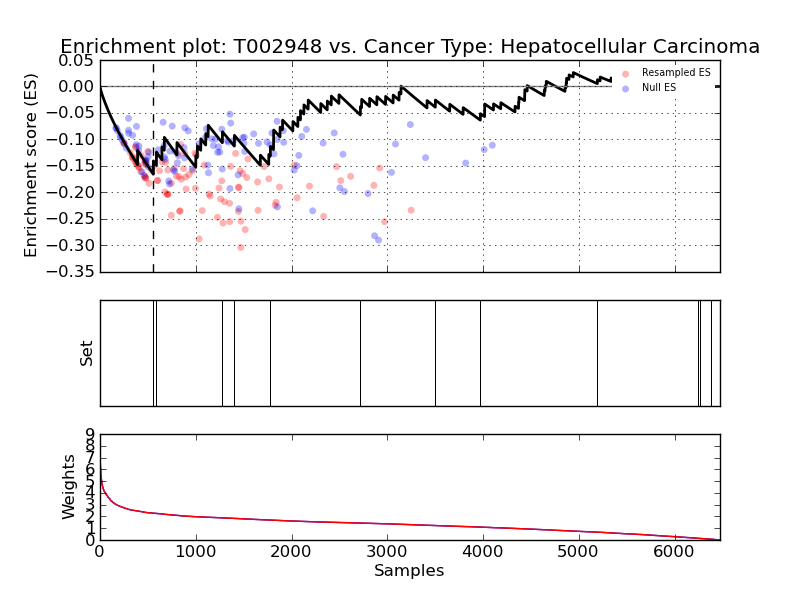 Enrichment plot: T002948 vs. Cancer Type: Hepatocellular Carcinoma
0.05
0.00
−0.05
−0.10
−0.15
−0.20
−0.25
−0.30
−0.35
Enrichment score (ES)
Resampled ES
Null ES
Set
9
8
7
6
5
4
3
2
1
0
Weights
0 1000 2000 3000 4000 5000 6000
Samples